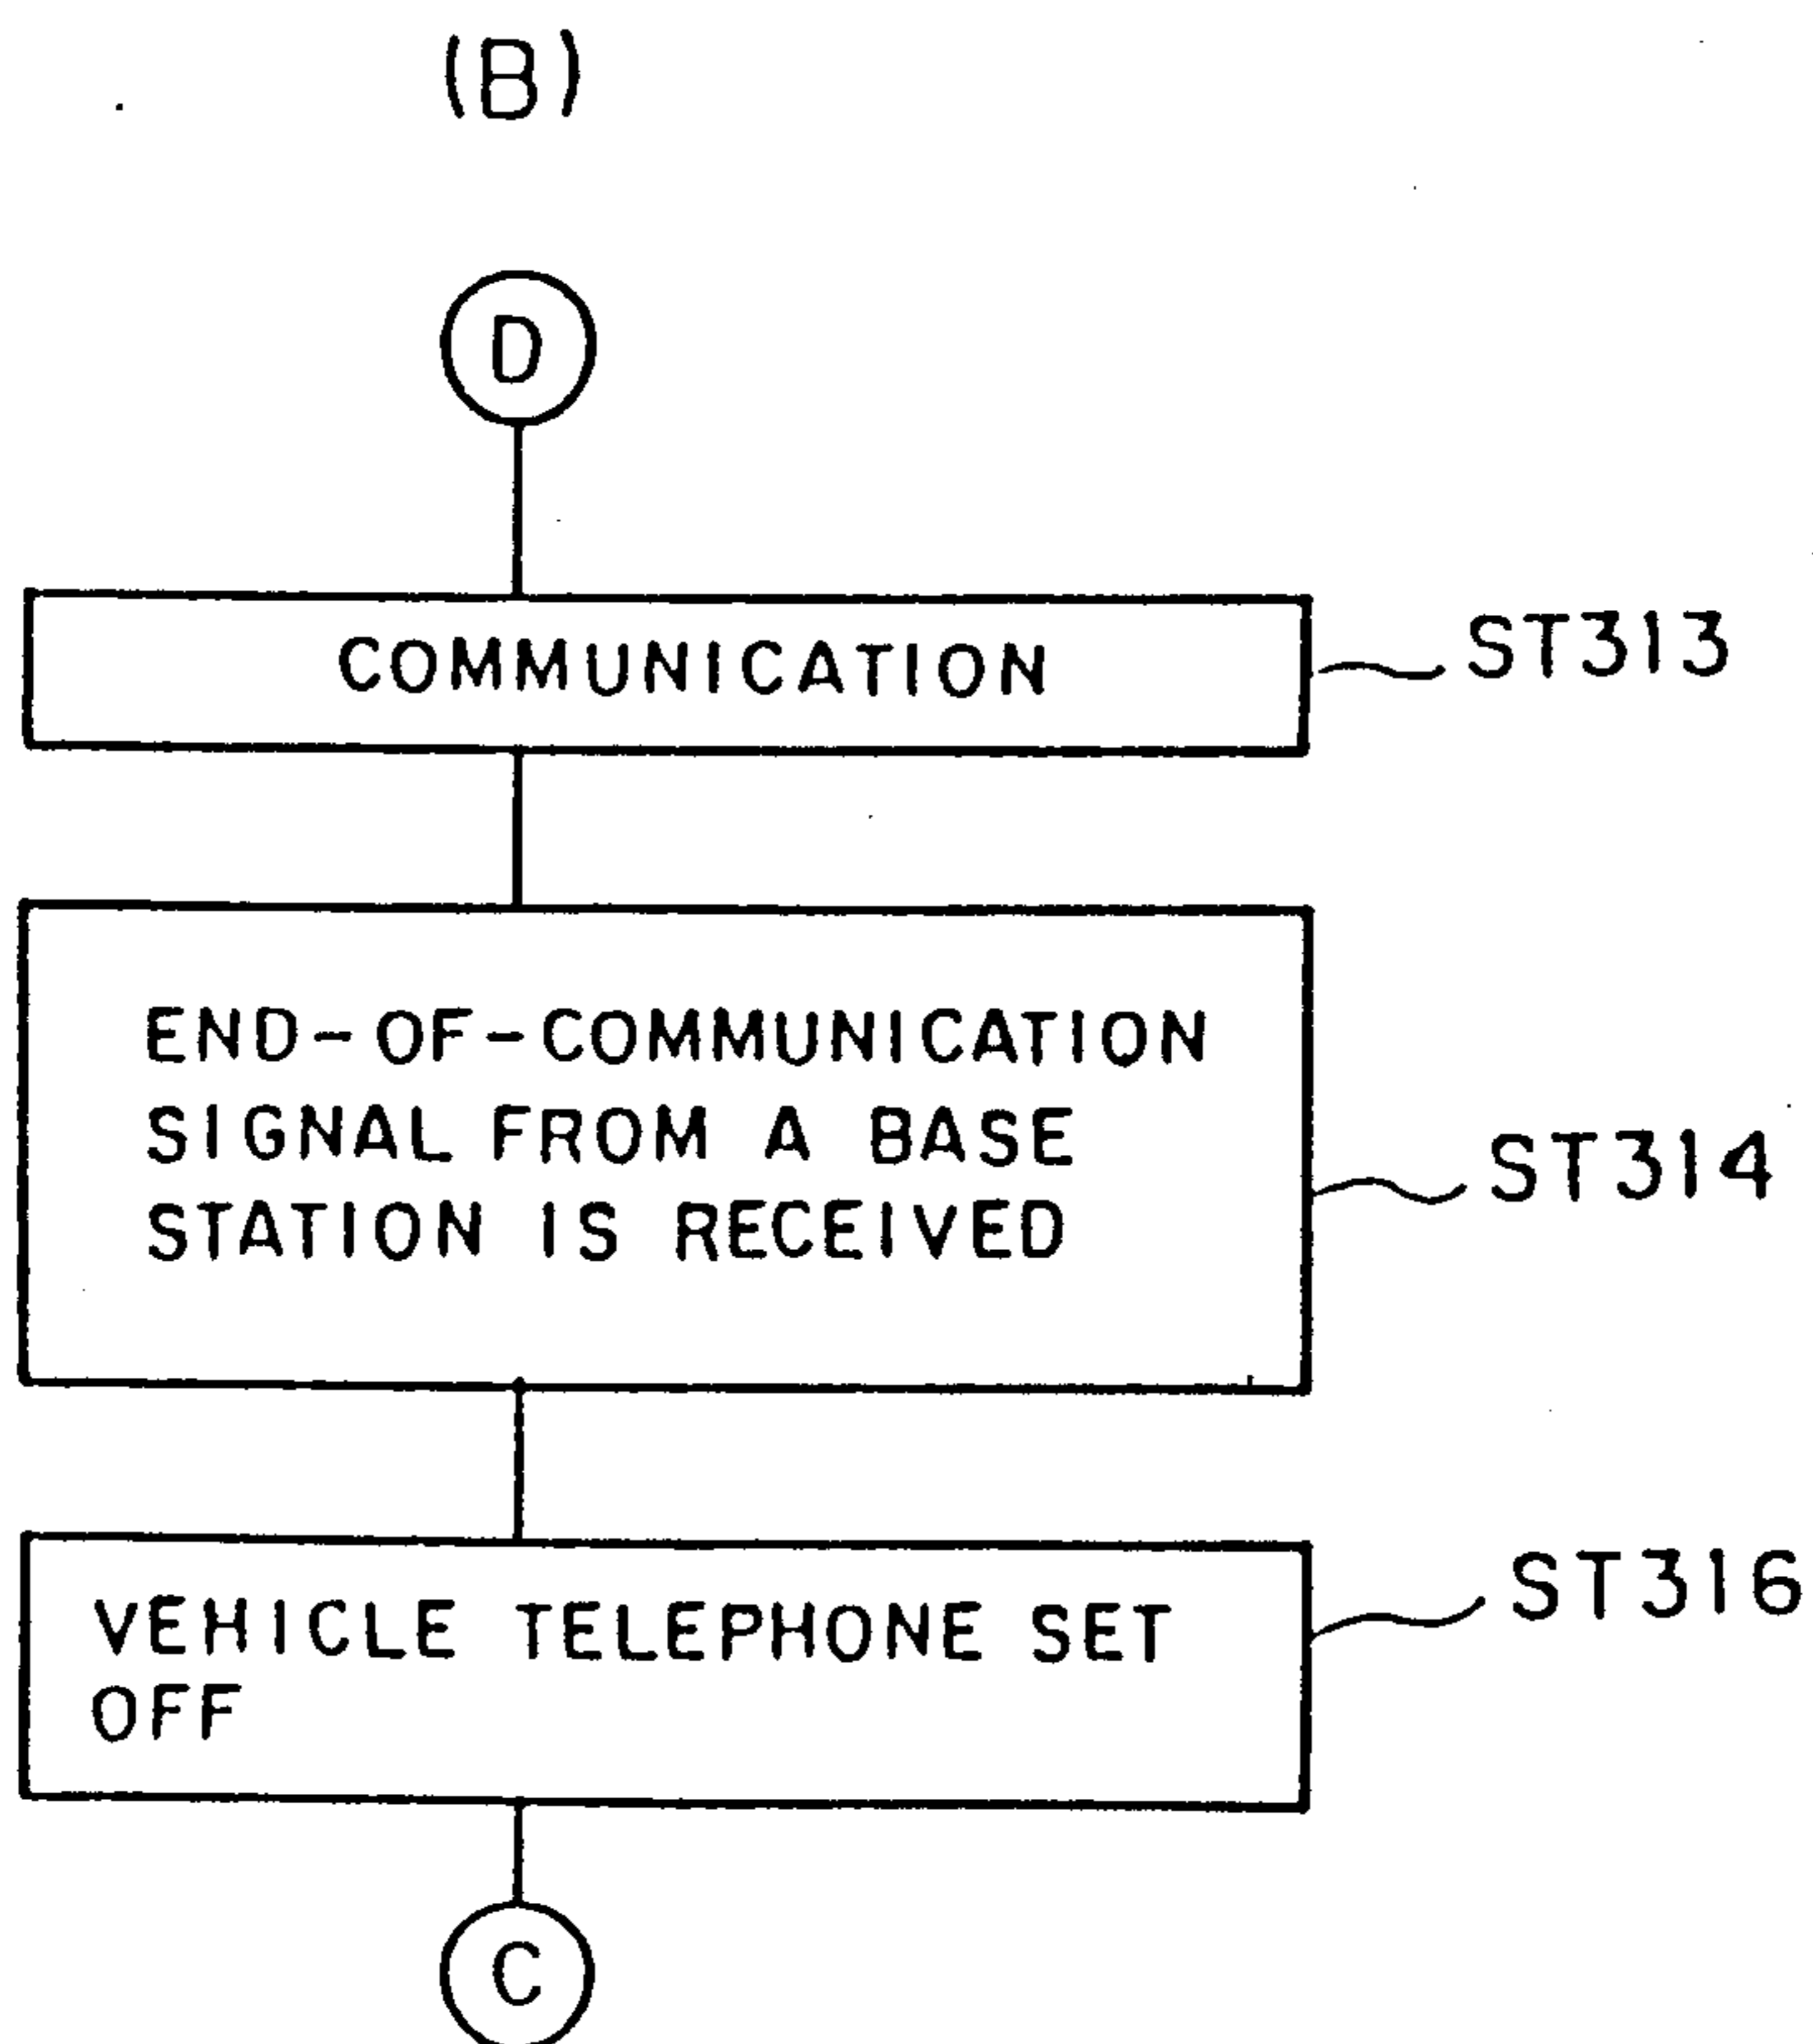 (B)
D
COMMUNICATION
ST313
END-OF-COMMUNICATION
SIGNAL FROM A BASE
STATION IS RECEIVED
ST314
VEHICLE TELEPHONE SET
OFF
ST316
C